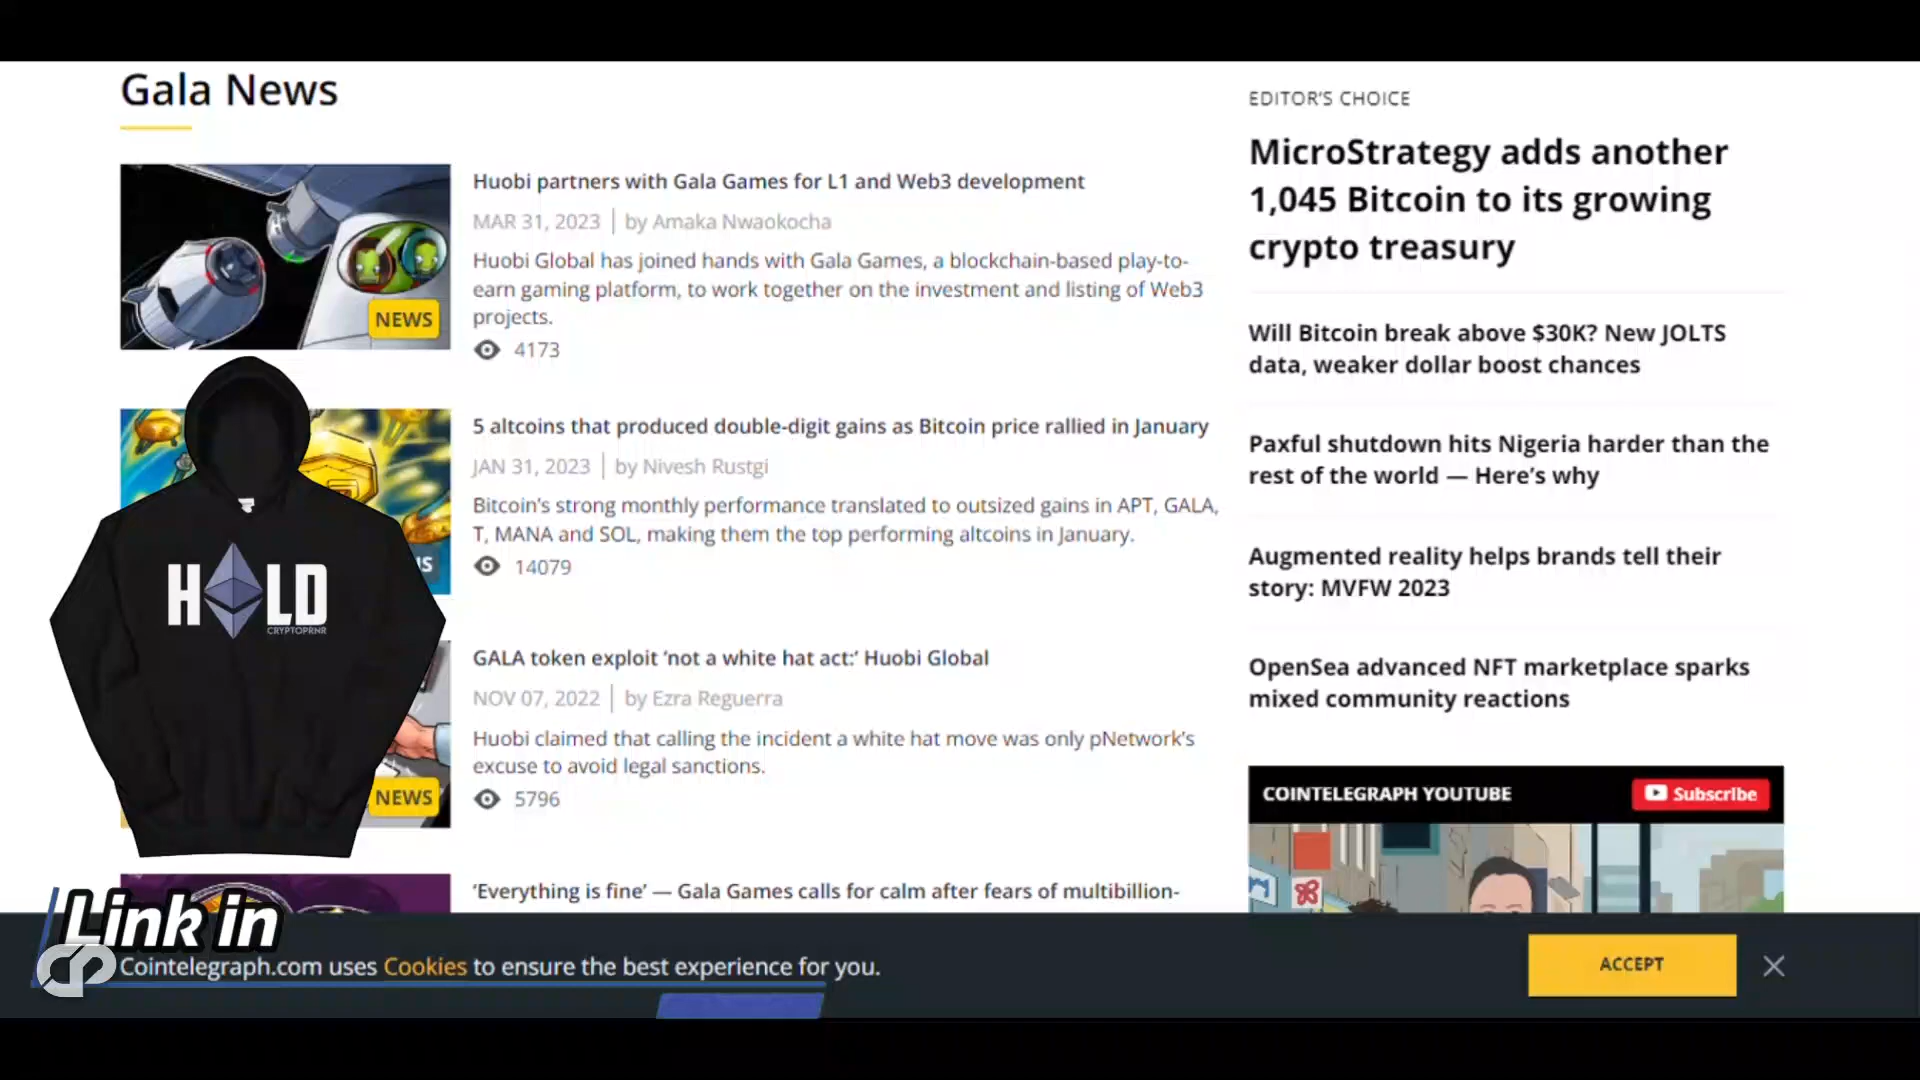 Gala News
Huobi partners with Gala Games for L1 and Web3 development
MAR 31, 2023 | by Amaka Nwaokocha
Huobi Global has joined hands with Gala Games, a blockchain-based play-to-
earn gaming platform, to work together on the investment and listing of Web3
projects.
4173
NEWS
5 altcoins that produced double-digit gains as Bitcoin price rallied in January
JAN 31, 2023 | by Nivesh Rustgi
Bitcoin's strong monthly performance translated to outsized gains in APT, GALA,
T, MANA and SOL, making them the top performing altcoins in January.
14079
GALA token exploit ‘not a white hat act:’ Huobi Global
NOV 07, 2022 | by Ezra Reguerra
Huobi claimed that calling the incident a white hat move was only pNetwork's
excuse to avoid legal sanctions.
5796
NEWS
‘Everything is fine’ — Gala Games calls for calm after fears of multibillion-
H LD
CRYPTOPRNR
EDITOR'S CHOICE
MicroStrategy adds another
1,045 Bitcoin to its growing
crypto treasury
Will Bitcoin break above $30K? New JOLTS
data, weaker dollar boost chances
Paxful shutdown hits Nigeria harder than the
rest of the world — Here’s why
Augmented reality helps brands tell their
story: MVFW 2023
OpenSea advanced NFT marketplace sparks
mixed community reactions
COINTELEGRAPH YOUTUBE
Subscribe
Link in
Cointelegraph.com uses Cookies to ensure the best experience for you.
ACCEPT